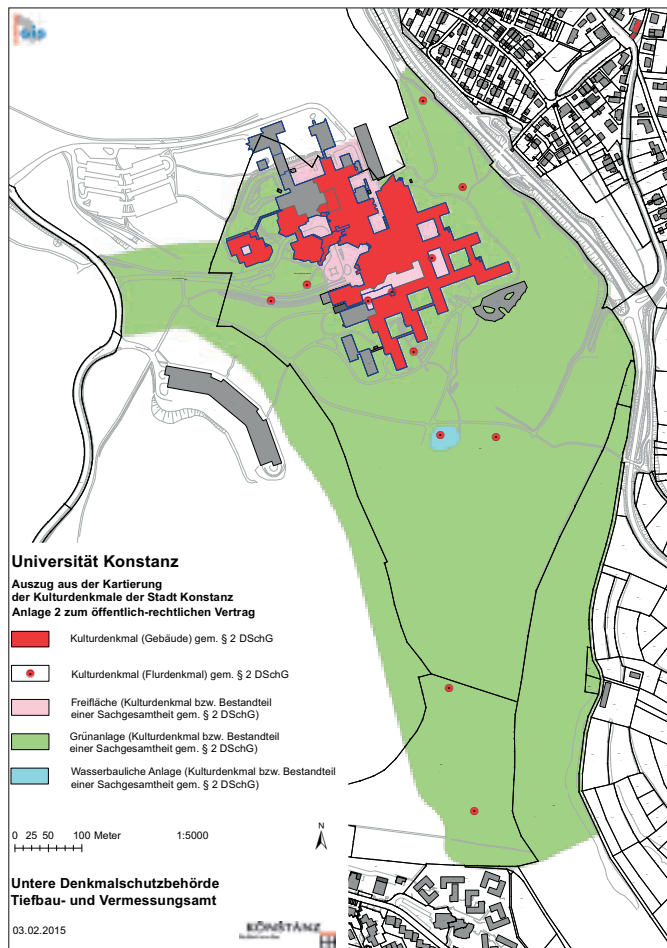 gis
Universität Konstanz
Auszug aus der Kartierung
der Kulturdenkmale der Stadt Konstanz
Anlage 2 zum öffentlich-rechtlichen Vertrag
Kulturdenkmal (Gebäude) gem. § 2 DSchG
Kulturdenkmal (Flurdenkmal) gem. § 2 DSchG
Freifläche (Kulturdenkmal bzw. Bestandteil
einer Sachgesamtheit gem. § 2 DSchG)
Grünanlage (Kulturdenkmal bzw. Bestandteil
einer Sachgesamtheit gem. § 2 DSchG)
Wasserbauliche Anlage (Kulturdenkmal bzw. Bestandteil
einer Sachgesamtheit gem. § 2 DSchG)
0 25 50 100 Meter 1:5000
N
Untere Denkmalschutzbehörde
Tiefbau- und Vermessungsamt
03.02.2015
KONSTANZ